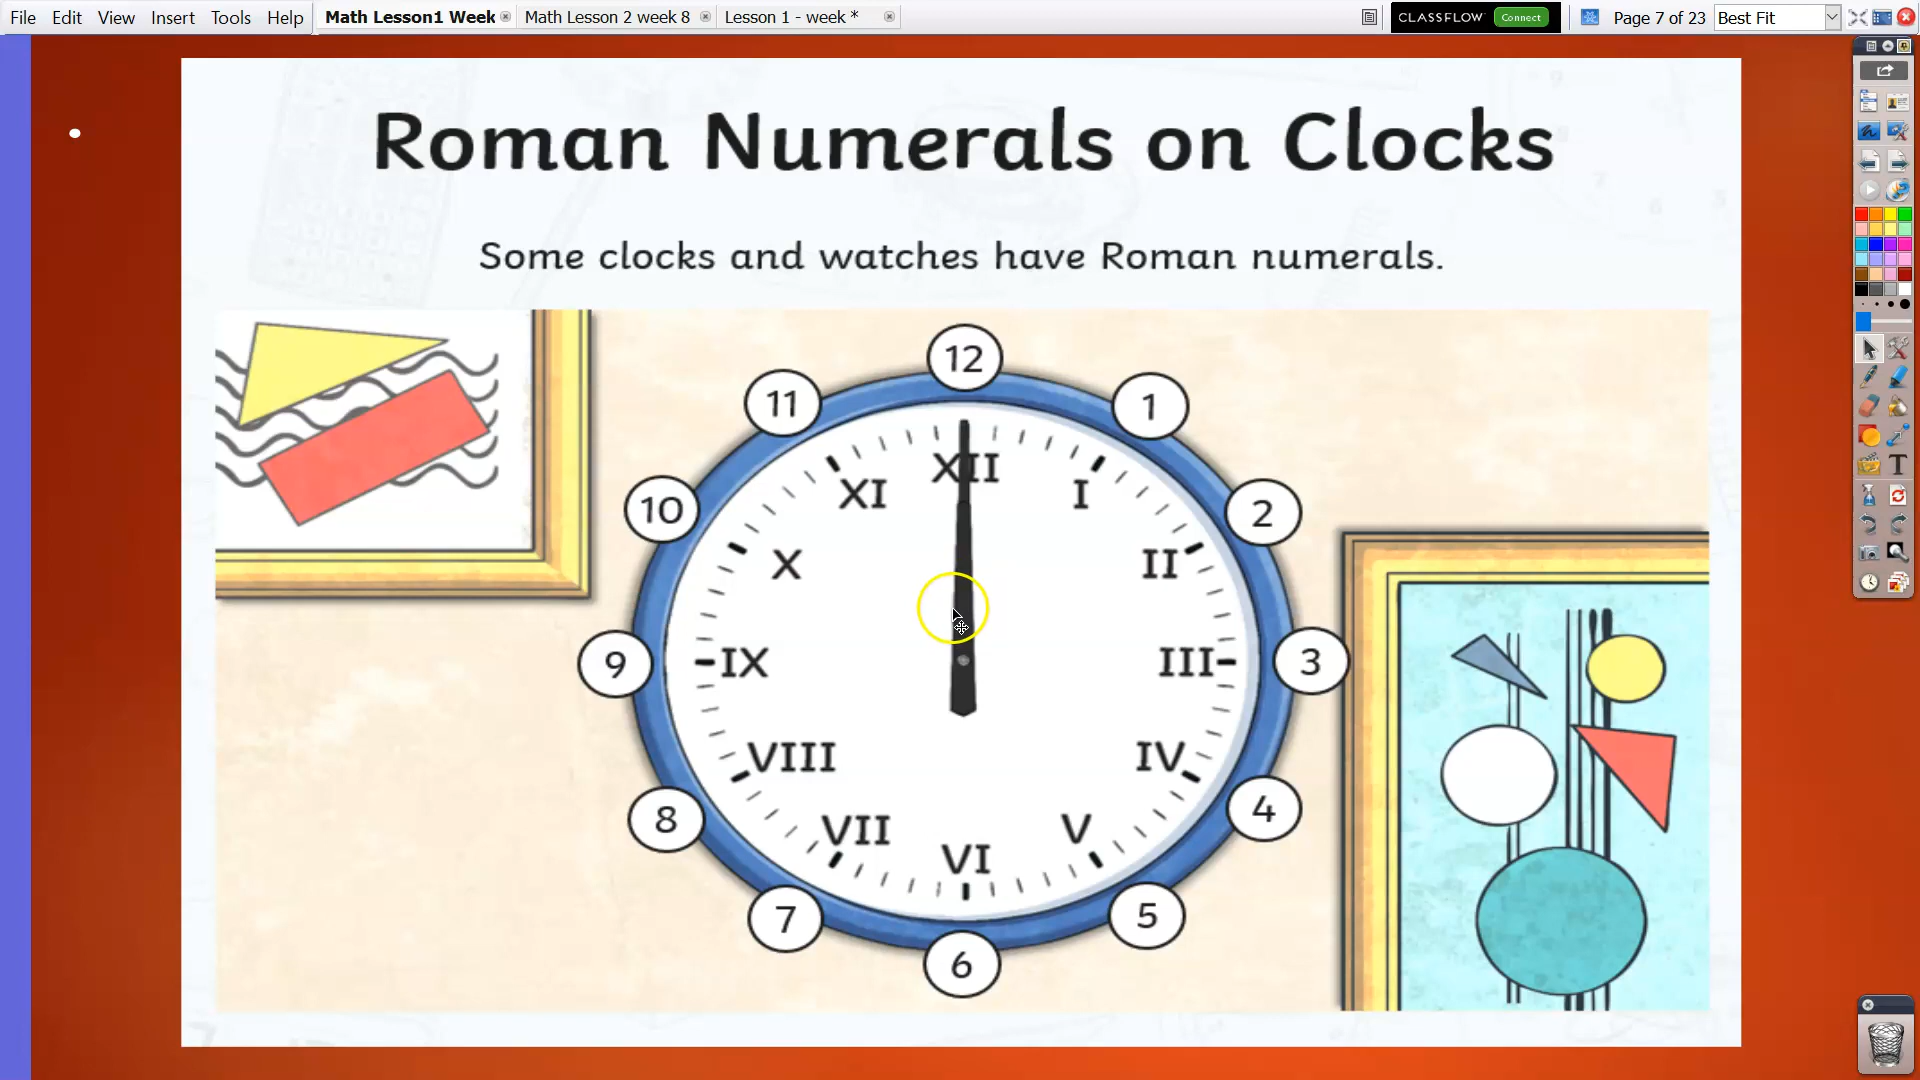 File Edit View Insert Tools Help Math Lesson1 Week Math Lesson 2 week 8 Lesson 1 - week * CLASSFLOW Connect Page 7 of 23 Best Fit
Roman Numerals on Clocks
Some clocks and watches have Roman numerals.
12
11 1
XII
XI I
10 2
X II
9 IX III 3
VIII IV
8 4
VII V
VI
7 5
6
T